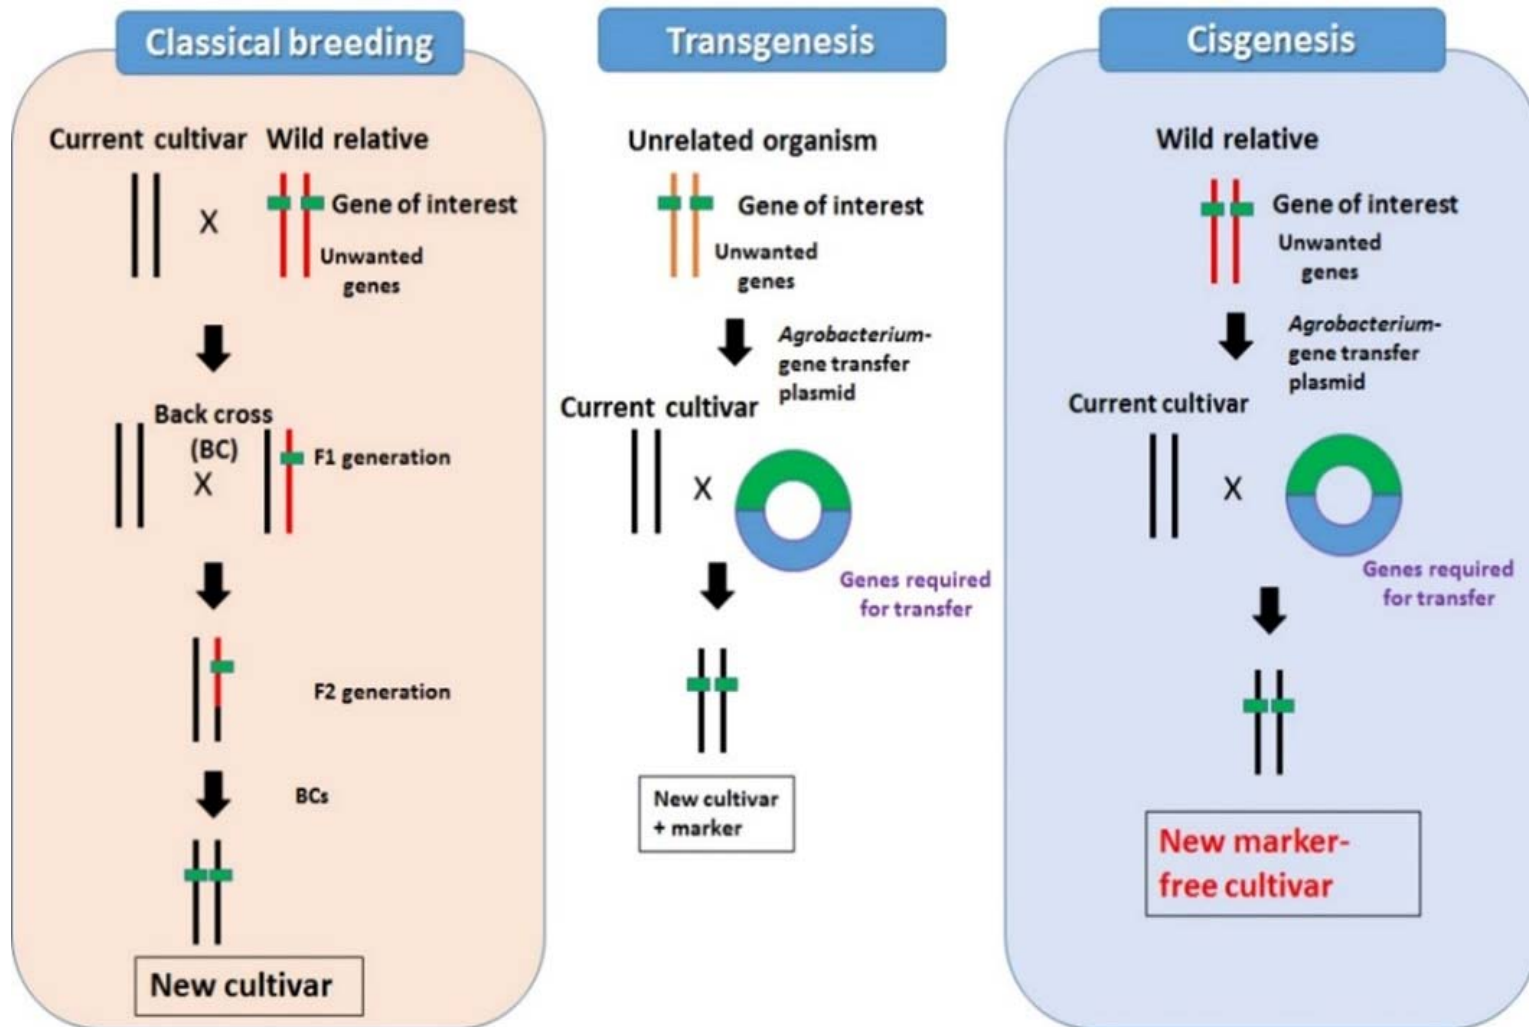 Classical breeding
Current cultivar
Wild relative
X
Gene of interest
Unwanted
genes
Back cross
(BC)
X
F1 generation
F2 generation
BCs
New cultivar
Transgenesis
Unrelated organism
Gene of interest
Unwanted
genes
Agrobacterium-
gene transfer
plasmid
Current cultivar
X
Genes required
for transfer
New cultivar
+ marker
Cisgenesis
Wild relative
Gene of interest
Unwanted
genes
Agrobacterium-
gene transfer
plasmid
Current cultivar
X
Genes required
for transfer
New marker-
free cultivar